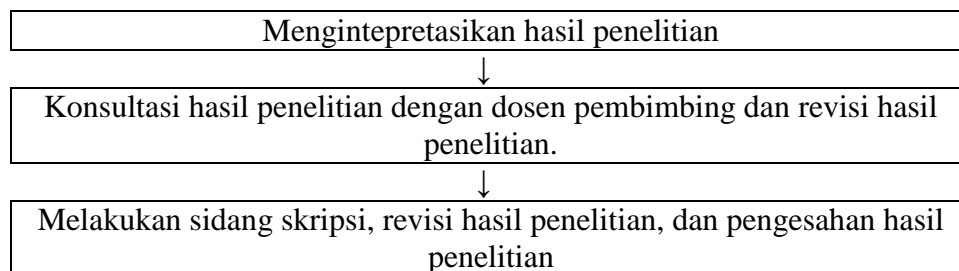 Mengintepretasikan hasil penelitian
↓
Konsultasi hasil penelitian dengan dosen pembimbing dan revisi hasil
penelitian.
↓
Melakukan sidang skripsi, revisi hasil penelitian, dan pengesahan hasil
penelitian